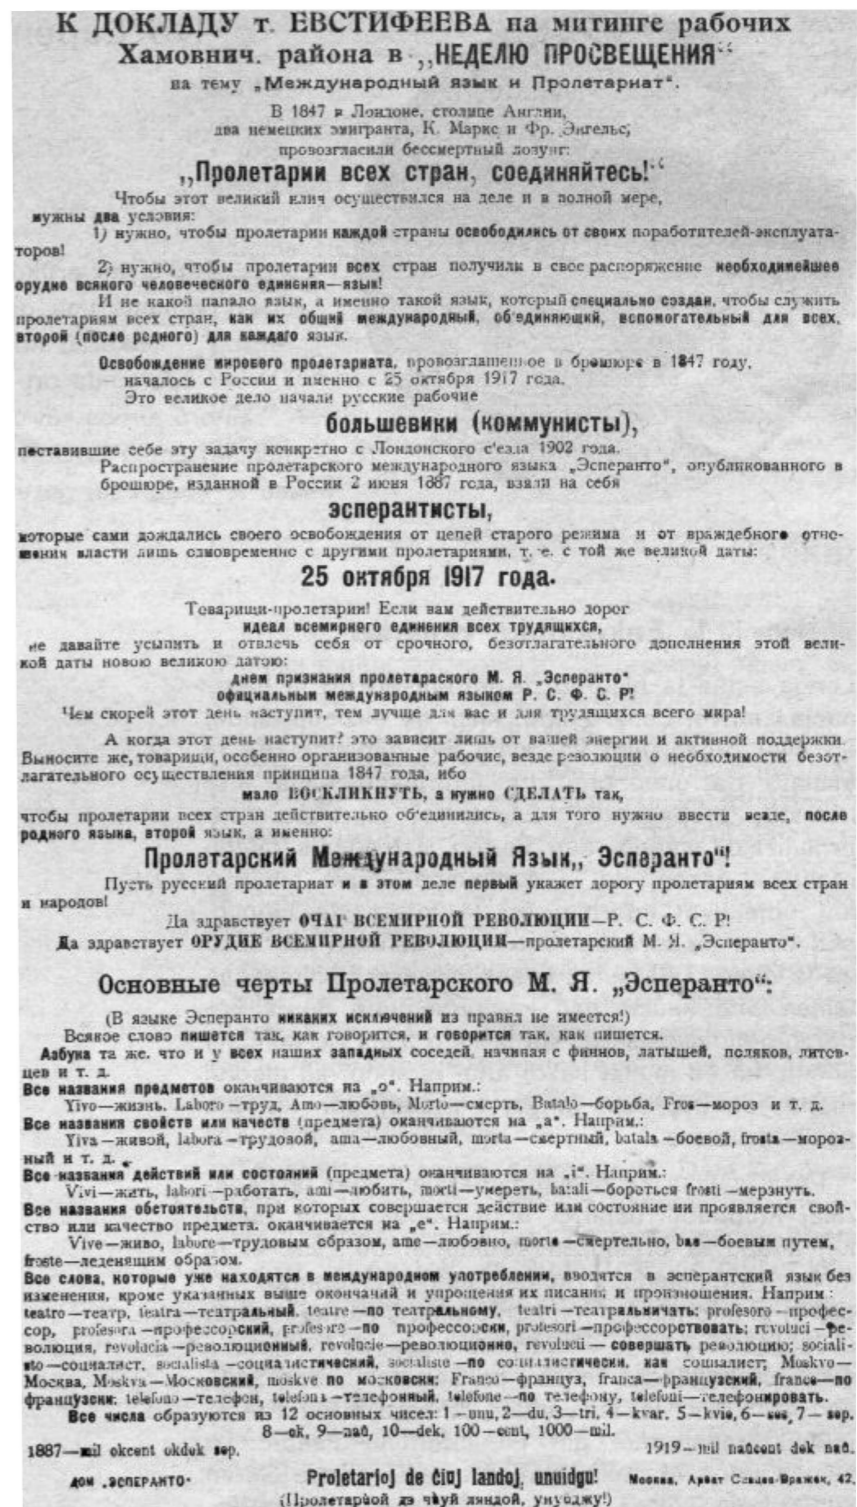 К ДОКЛАДУ т. ЕВСТИФЕЕВА на митинге рабочих
Хамовнич. района в „НЕДЕЛЮ ПРОСВЕЩЕНИЯ“
на тему „Международный язык и Пролетариат“.
В 1847 в Лондоне, столице Англии,
два немецких эмигранта, К. Маркс и Фр. Энгельс,
провозгласили бессмертный лозунг:
„Пролетарии всех стран, соединяйтесь!“
Чтобы этот великий клич осуществился на деле и в полной мере,
нужны два условия:
1) нужно, чтобы пролетарии каждой страны освободились от своих поработителей-эксплуата-
торов!
2) нужно, чтобы пролетарии всех стран получили в свое распоряжение необходимейшее
орудие всякого человеческого единения—язык!
И не какой попало язык, а именно такой язык, который специально создан, чтобы служить
пролетариям всех стран, как их общий международный, об'единяющий, вспомогательный для всех,
второй (после родного) для каждаго язык.
Освобождение мирового пролетариата, провозглашенное в брошюре в 1847 году,
началось с России и именно с 25 октября 1917 года.
Это великое дело начали русские рабочие
большевики (коммунисты),
поставившие себе эту задачу конкретно с Лондонского с'езда 1902 года.
Распространение пролетарского международного языка „Эсперанто“, опубликованного в
брошюре, изданной в России 2 июня 1887 года, взяли на себя
эсперантисты,
которые сами дождались своего освобождения от цепей старого режима и от враждебного отно-
шения власти лишь одновременно с другими пролетариями, т. е. с той же великой даты:
25 октября 1917 года.
Товарищи-пролетарии! Если вам действительно дорог
идеал всемирного единения всех трудящихся,
не давайте усыпить и отвлечь себя от срочного, безотлагательного дополнения этой вели-
кой даты новою великою датою:
днем признания пролетараского М. Я. „Эсперанто“
официальным международным языком Р. С. Ф. С. Р!
Чем скорей этот день наступит, тем лучше для вас и для трудящихся всего мира!
А когда этот день наступит? это зависит лишь от вашей энергии и активной поддержки.
Выносите же, товарищи, особенно организованные рабочие, везде резолюции о необходимости безот-
лагательного осуществления принципа 1847 года, ибо
мало ВОСКЛИКНУТЬ, а нужно СДЕЛАТЬ так,
чтобы пролетарии всех стран действительно об'единились, а для того нужно ввести везде, после
родного языка, второй язык, а именно:
Пролетарский Международный Язык„ Эсперанто“!
Пусть русский пролетариат и в этом деле первый укажет дорогу пролетариям всех стран
и народов!
Да здравствует ОЧАГ ВСЕМИРНОЙ РЕВОЛЮЦИИ—Р. С. Ф. С. Р!
Да здравствует ОРУДИЕ ВСЕМИРНОЙ РЕВОЛЮЦИИ—пролетарский М. Я. „Эсперанто“.
Основные черты Пролетарского М. Я. „Эсперанто“:
(В языке Эсперанто никаких исключений из правил не имеется!)
Всякое слово пишется так, как говорится, и говорится так, как пишется.
Азбука та же, что и у всех наших западных соседей, начиная с финнов, латышей, поляков, литов-
цев и т. д.
Все названия предметов оканчиваются на „о“. Наприм.:
Vivo—жизнь, Laboro—труд, Amo—любовь, Morto—смерть, Batalo—борьба, Fros—мороз и т. д.
Все названия свойств или качеств (предмета) оканчиваются на „а“. Наприм.:
Viva—живой, labora—трудовой, ama—любовный, morta—смертный, batala—боевой, frosta—мороз-
ный и т. д.
Все названия действий или состояний (предмета) оканчиваются на „i“. Наприм.:
Vivi—жить, labori—работать, ami—любить, morti—умереть, batali—бороться frosti—мерзнуть.
Все названия обстоятельств, при которых совершается действие или состояние ии проявляется свой-
ство или качество предмета, оканчивается на „е“. Наприм.:
Vive—живо, labore—трудовым образом, ame—любовно, morte—смертельно, —боевым путем,
froste—леденящим образом.
Все слова, которые уже находятся в международном употреблении, вводятся в эсперантский язык без
изменения, кроме указанных выше окончаний и упрощения их писания и произношения. Наприм:
teatro—театр, teatra—театральный, teatre—по театральному, teatri—театральничать; profesoro—профес-
сор, profesora—профессорский, profesore—по профессорски, profesori—профессорствовать; revoluci—ре-
волюция, revolucia—революционный, revolucie—революционно, revolucii—совершать революцию; sociali-
sto—социалист, socialista—социалистический, socialiste—по социалистически, как социалист; Moskvo—
Москва, Moskva—Московский, moskve по московски; Franco—француз, franca—французский, france—по
французски; telefono—телефон, telefona—телефонный, telefone—по телефону, telefoni—телефонировать.
Все числа образуются из 12 основных чисел: 1—unu, 2—du, 3—tri, 4—kvar, 5—kvin, 6—ses, 7—sep,
8—ok, 9—naŭ, 10—dek, 100—cent, 1000—mil.
1887—mil okcent okdek sep. 1919—mil naŭcent dek naŭ.
ДОМ „ЭСПЕРАНТО“ Proletarioj de ĉiuj landoj, unuidgu! Москва, Арбат Сивцев-Вражек, 42.
(Пролетариой дэ чыуй ляндой, унуиджу!)